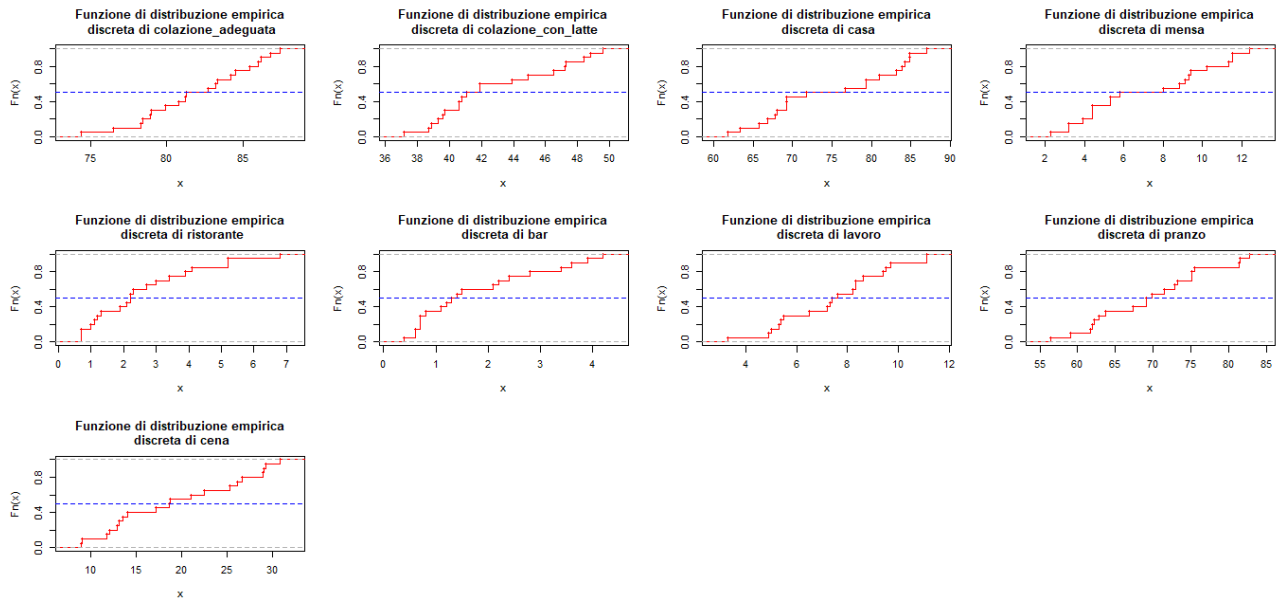 Funzione di distribuzione empirica
discreta di colazione_adeguata
Fn(x)
0.0 0.4 0.8
75 80 85
x
Funzione di distribuzione empirica
discreta di colazione_con_latte
Fn(x)
0.0 0.4 0.8
36 38 40 42 44 46 48 50
x
Funzione di distribuzione empirica
discreta di casa
Fn(x)
0.0 0.4 0.8
60 65 70 75 80 85 90
x
Funzione di distribuzione empirica
discreta di mensa
Fn(x)
0.0 0.4 0.8
2 4 6 8 10 12
x
Funzione di distribuzione empirica
discreta di ristorante
Fn(x)
0.0 0.4 0.8
0 1 2 3 4 5 6 7
x
Funzione di distribuzione empirica
discreta di bar
Fn(x)
0.0 0.4 0.8
0 1 2 3 4
x
Funzione di distribuzione empirica
discreta di lavoro
Fn(x)
0.0 0.4 0.8
4 6 8 10 12
x
Funzione di distribuzione empirica
discreta di pranzo
Fn(x)
0.0 0.4 0.8
55 60 65 70 75 80 85
x
Funzione di distribuzione empirica
discreta di cena
Fn(x)
0.0 0.4 0.8
10 15 20 25 30
x